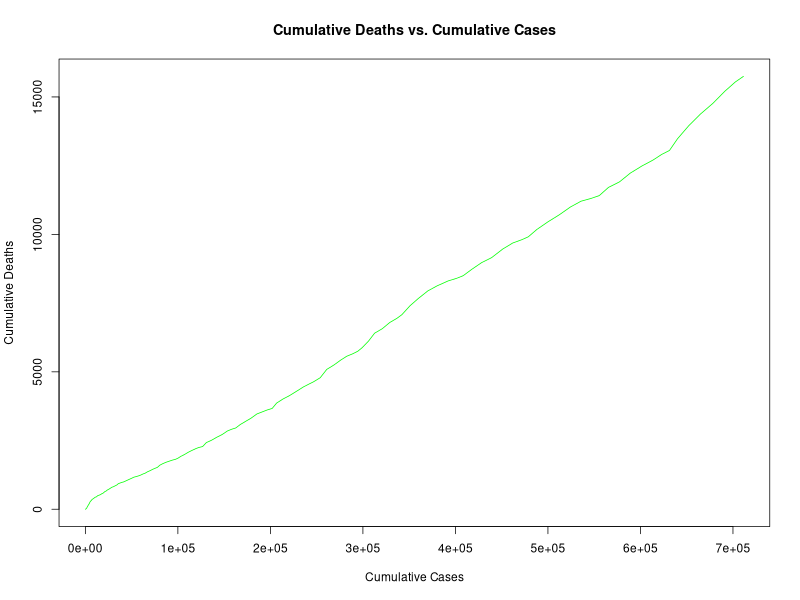 Cumulative Deaths vs. Cumulative Cases
15000
10000
5000
0
Cumulative Deaths
0e+00 1e+05 2e+05 3e+05 4e+05 5e+05 6e+05 7e+05
Cumulative Cases